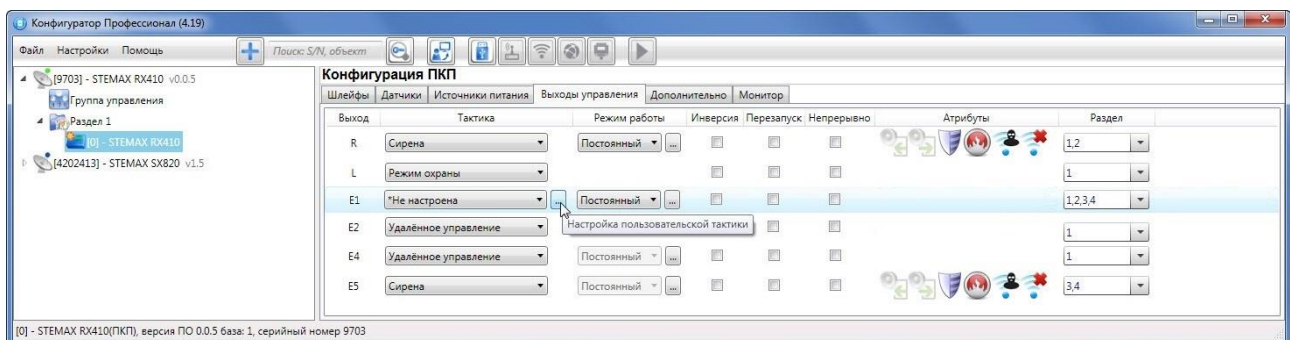 Конфигуратор Профессионал (4.19)
Файл Настройки Помощь Поиск: S/N, объект
[9703] - STEMAX RX410 v0.0.5
Группа управления
Раздел 1
[0] - STEMAX RX410
[4202413] - STEMAX SX820 v1.5
Конфигурация ПКП
Шлейфы Датчики Источники питания Выходы управления Дополнительно Монитор
Выход Тактика Режим работы Инверсия Перезапуск Непрерывно Атрибуты Раздел
R Сирена Постоянный ... 1,2
L Режим охраны 1
E1 *Не настроена ... Постоянный ... 1,2,3,4
Настройка пользовательской тактики
E2 Удалённое управление 1
E4 Удалённое управление Постоянный ... 1
E5 Сирена Постоянный ... 3,4
[0] - STEMAX RX410(ПКП), версия ПО 0.0.5 база: 1, серийный номер 9703